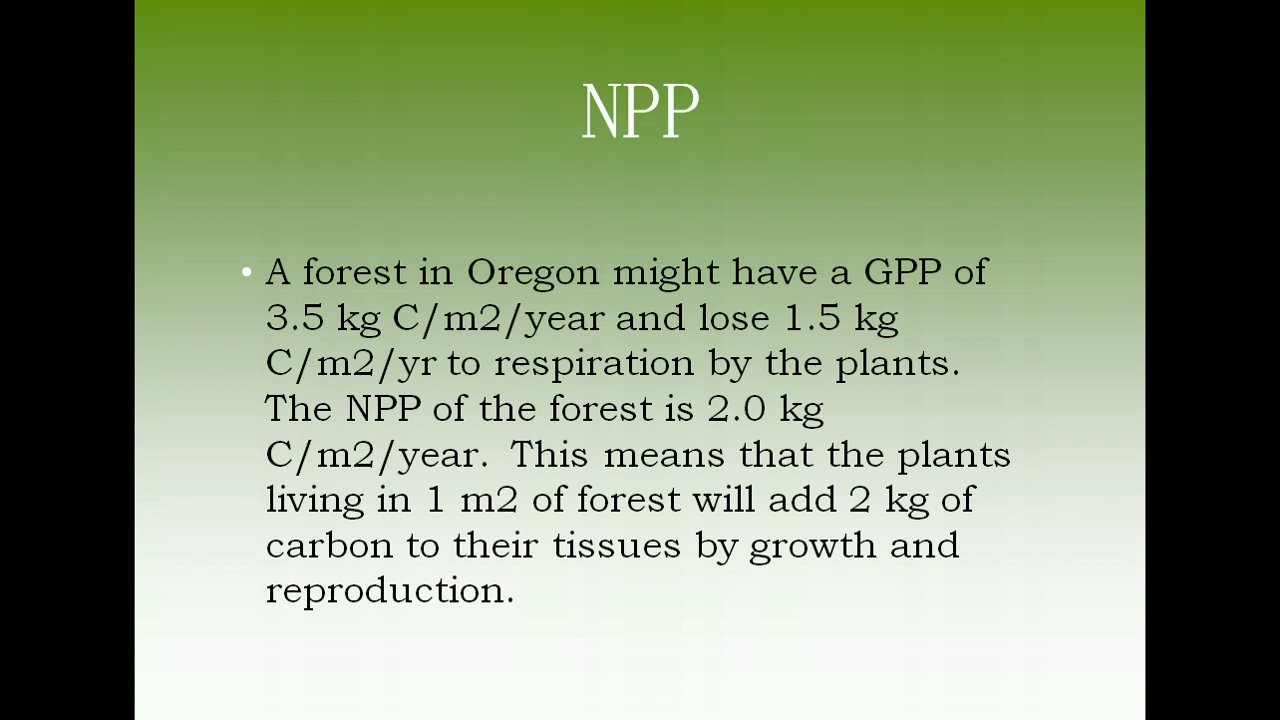 NPP
• A forest in Oregon might have a GPP of
3.5 kg C/m2/year and lose 1.5 kg
C/m2/yr to respiration by the plants.
The NPP of the forest is 2.0 kg
C/m2/year.  This means that the plants
living in 1 m2 of forest will add 2 kg of
carbon to their tissues by growth and
reproduction.